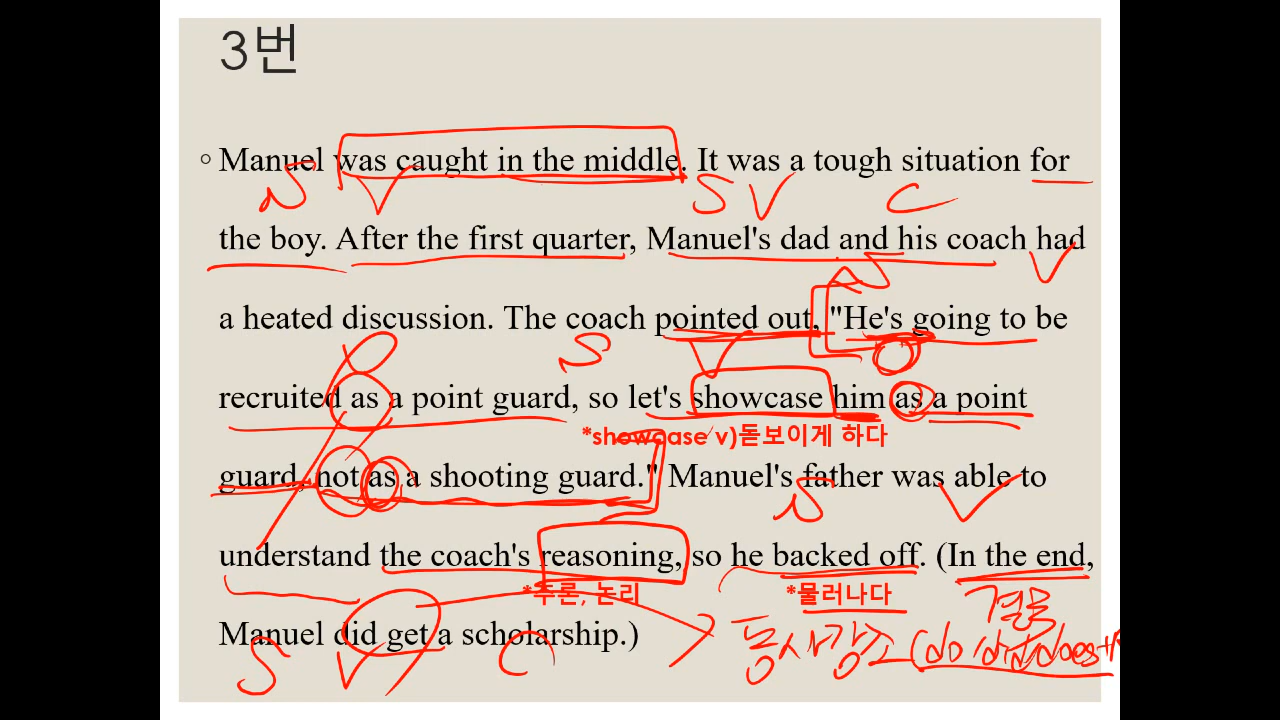 3번
Manuel was caught in the middle. It was a tough situation for
S V S V C
the boy. After the first quarter, Manuel's dad and his coach had
S V
a heated discussion. The coach pointed out, "He's going to be
S V
recruited as a point guard, so let's showcase him as a point
*showcase v)돋보이게 하다
guard, not as a shooting guard." Manuel's father was able to
S V
understand the coach's reasoning, so he backed off. (In the end,
*추론, 논리 *물러나다
Manuel did get a scholarship.)
동사강조 (do did does+
S V O